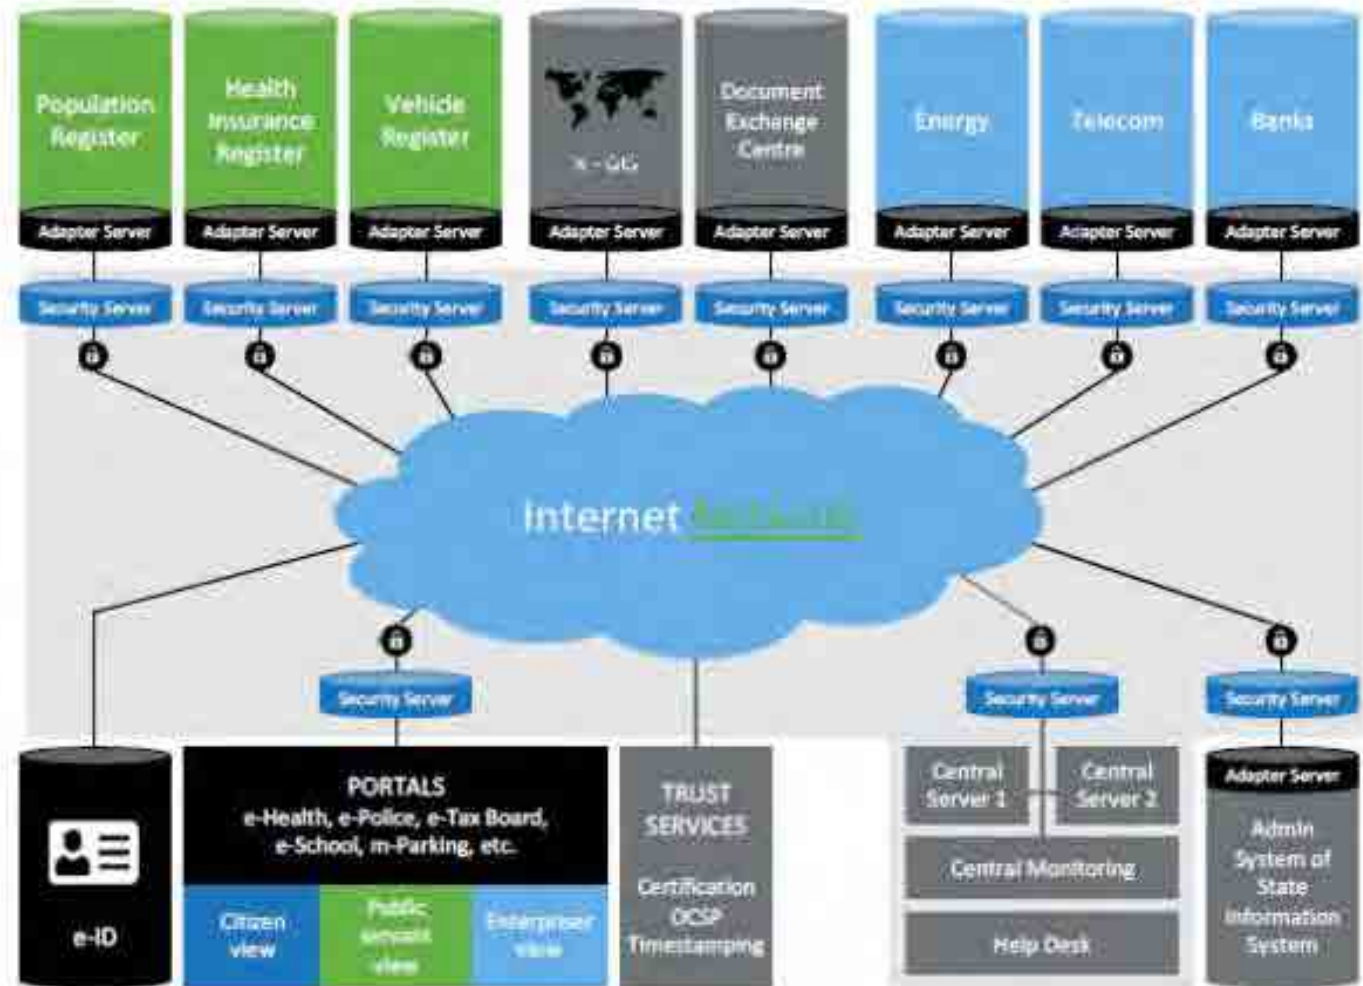 Population
Register
Health
Insurance
Register
Vehicle
Register
Document
Exchange
Centre
Energy
Telecom
Banks
Adapter Server
Adapter Server
Adapter Server
Adapter Server
Adapter Server
Adapter Server
Adapter Server
Adapter Server
Security Server
Security Server
Security Server
Security Server
Security Server
Security Server
Security Server
Security Server
Internet
Security Server
Security Server
Security Server
e-ID
PORTALS
e-Health, e-Police, e-Tax Board,
e-School, m-Parking, etc.
Citizen
view
Public
view
Enterpriser
view
TRUST
SERVICES
Certification
OCSP
Timestamping
Central
Server 1
Central
Server 2
Central Monitoring
Help Desk
Adapter Server
Admin
System of
State
Information
System